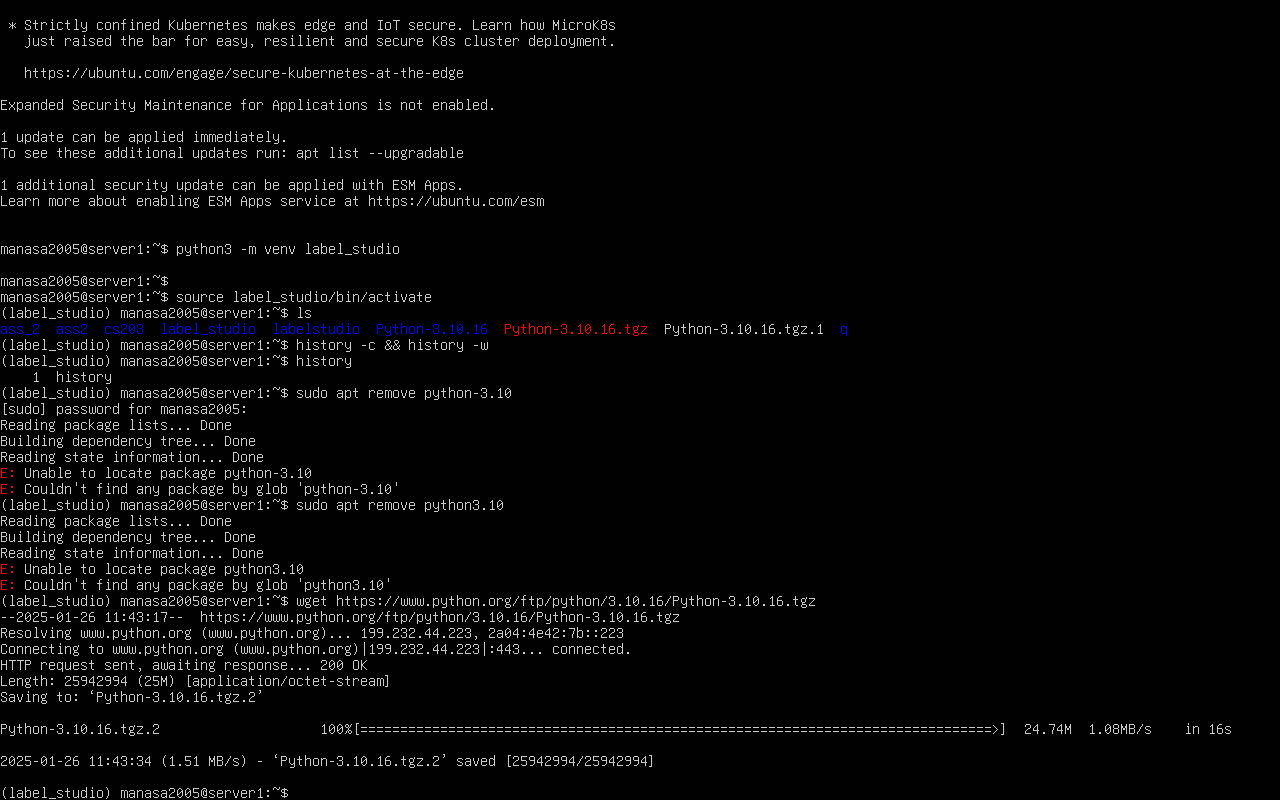 * Strictly confined Kubernetes makes edge and IoT secure. Learn how MicroK8s
   just raised the bar for easy, resilient and secure K8s cluster deployment.
   https://ubuntu.com/engage/secure-kubernetes-at-the-edge
Expanded Security Maintenance for Applications is not enabled.
1 update can be applied immediately.
To see these additional updates run: apt list --upgradable
1 additional security update can be applied with ESM Apps.
Learn more about enabling ESM Apps service at https://ubuntu.com/esm
manasa2005@server1:~$ python3 -m venv label_studio
manasa2005@server1:~$
manasa2005@server1:~$ source label_studio/bin/activate
(label_studio) manasa2005@server1:~$ ls
ass_2  ass2  cs203  label_studio  labelstudio  Python-3.10.16  Python-3.10.16.tgz  Python-3.10.16.tgz.1  q
(label_studio) manasa2005@server1:~$ history -c && history -w
(label_studio) manasa2005@server1:~$ history
    1  history
(label_studio) manasa2005@server1:~$ sudo apt remove python-3.10
[sudo] password for manasa2005:
Reading package lists... Done
Building dependency tree... Done
Reading state information... Done
E: Unable to locate package python-3.10
E: Couldn't find any package by glob 'python-3.10'
(label_studio) manasa2005@server1:~$ sudo apt remove python3.10
Reading package lists... Done
Building dependency tree... Done
Reading state information... Done
E: Unable to locate package python3.10
E: Couldn't find any package by glob 'python3.10'
(label_studio) manasa2005@server1:~$ wget https://www.python.org/ftp/python/3.10.16/Python-3.10.16.tgz
--2025-01-26 11:43:17--  https://www.python.org/ftp/python/3.10.16/Python-3.10.16.tgz
Resolving www.python.org (www.python.org)... 199.232.44.223, 2a04:4e42:7b::223
Connecting to www.python.org (www.python.org)|199.232.44.223|:443... connected.
HTTP request sent, awaiting response... 200 OK
Length: 25942994 (25M) [application/octet-stream]
Saving to: ‘Python-3.10.16.tgz.2’
Python-3.10.16.tgz.2                    100%[===============================================================================>]  24.74M  1.08MB/s    in 16s
2025-01-26 11:43:34 (1.51 MB/s) - ‘Python-3.10.16.tgz.2’ saved [25942994/25942994]
(label_studio) manasa2005@server1:~$